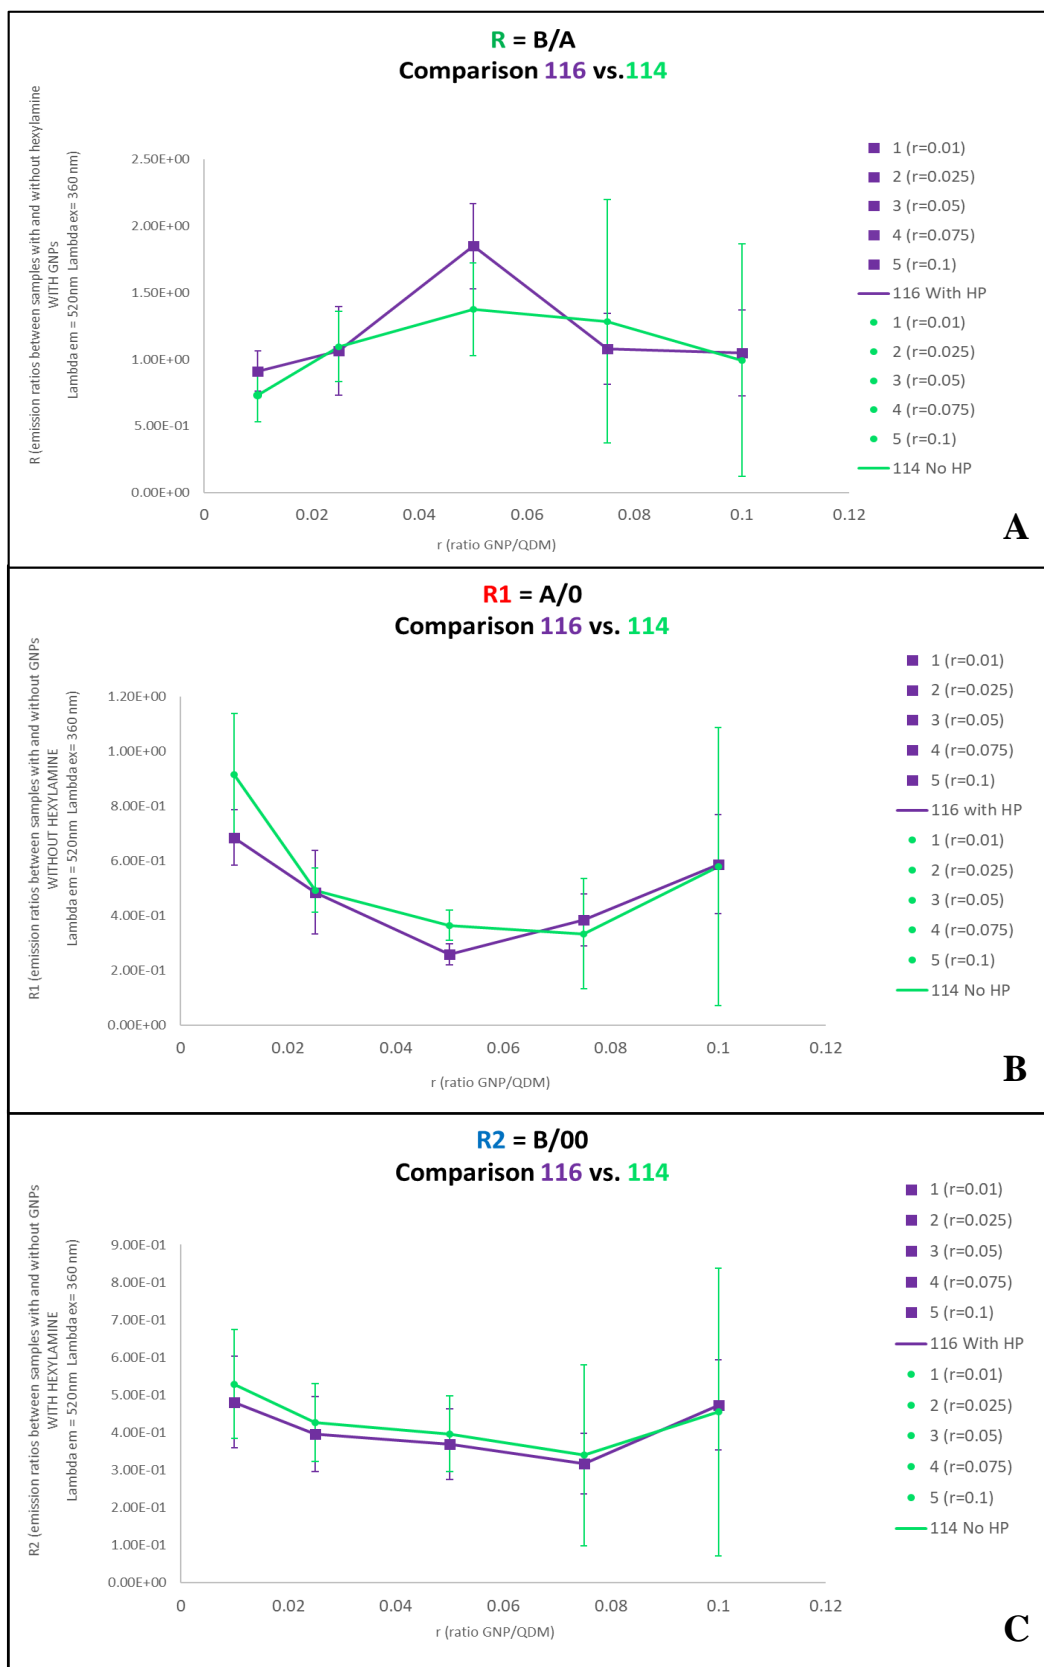 R = B/A
Comparison 116 vs.114
R (emission ratios between samples with and without hexylamine
WITH GNPs
Lambda em = 520nm Lambda ex= 360 nm)
2.50E+00
2.00E+00
1.50E+00
1.00E+00
5.00E-01
0.00E+00
0 0.02 0.04 0.06 0.08 0.1 0.12
r (ratio GNP/QDM)
1 (r=0.01)
2 (r=0.025)
3 (r=0.05)
4 (r=0.075)
5 (r=0.1)
116 With HP
1 (r=0.01)
2 (r=0.025)
3 (r=0.05)
4 (r=0.075)
5 (r=0.1)
114 No HP
A
R1 = A/0
Comparison 116 vs. 114
R1 (emission ratios between samples with and without GNPs
WITHOUT HEXYLAMINE
Lambda em = 520nm Lambda ex= 360 nm)
1.20E+00
1.00E+00
8.00E-01
6.00E-01
4.00E-01
2.00E-01
0.00E+00
0 0.02 0.04 0.06 0.08 0.1 0.12
r (ratio GNP/QDM)
1 (r=0.01)
2 (r=0.025)
3 (r=0.05)
4 (r=0.075)
5 (r=0.1)
116 with HP
1 (r=0.01)
2 (r=0.025)
3 (r=0.05)
4 (r=0.075)
5 (r=0.1)
114 No HP
B
R2 = B/00
Comparison 116 vs. 114
R2 (emission ratios between samples with and without GNPs
WITH HEXYLAMINE
Lambda em = 520nm Lambda ex= 360 nm)
9.00E-01
8.00E-01
7.00E-01
6.00E-01
5.00E-01
4.00E-01
3.00E-01
2.00E-01
1.00E-01
0.00E+00
0 0.02 0.04 0.06 0.08 0.1 0.12
r (ratio GNP/QDM)
1 (r=0.01)
2 (r=0.025)
3 (r=0.05)
4 (r=0.075)
5 (r=0.1)
116 With HP
1 (r=0.01)
2 (r=0.025)
3 (r=0.05)
4 (r=0.075)
5 (r=0.1)
114 No HP
C